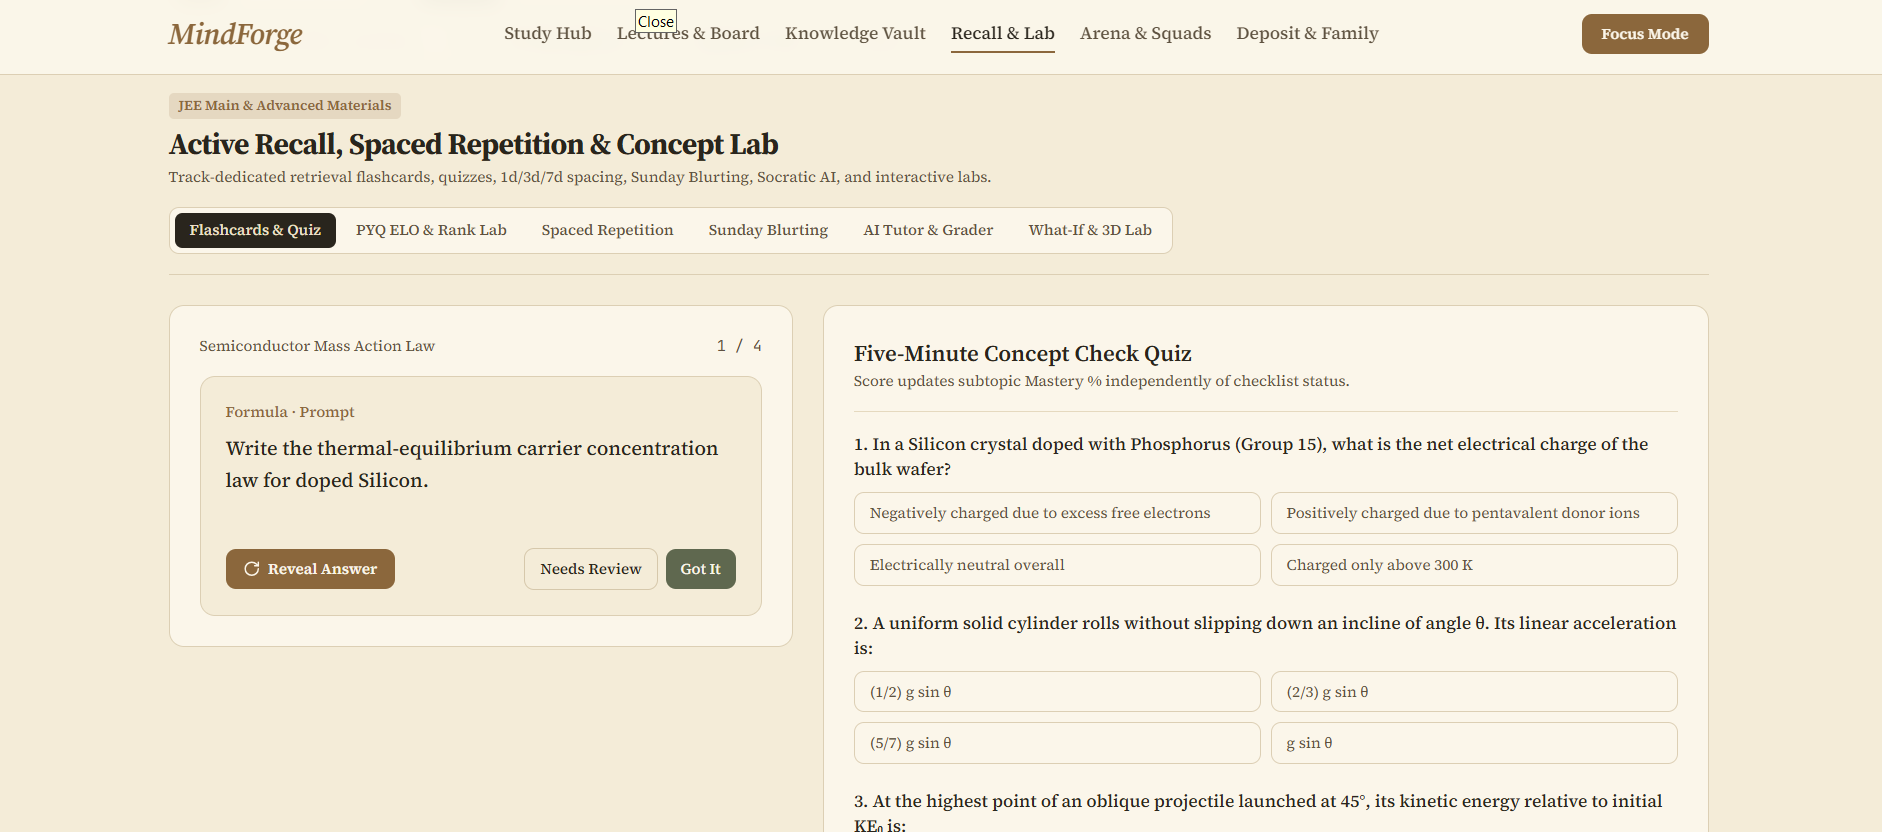 MindForge
Study Hub
Lectures & Board
Close
Knowledge Vault
Recall & Lab
Arena & Squads
Deposit & Family
Focus Mode
JEE Main & Advanced Materials
Active Recall, Spaced Repetition & Concept Lab
Track-dedicated retrieval flashcards, quizzes, 1d/3d/7d spacing, Sunday Blurting, Socratic AI, and interactive labs.
Flashcards & Quiz
PYQ ELO & Rank Lab
Spaced Repetition
Sunday Blurting
AI Tutor & Grader
What-If & 3D Lab
Semiconductor Mass Action Law
1 / 4
Formula · Prompt
Write the thermal-equilibrium carrier concentration
law for doped Silicon.
Reveal Answer
Needs Review
Got It
Five-Minute Concept Check Quiz
Score updates subtopic Mastery % independently of checklist status.
1. In a Silicon crystal doped with Phosphorus (Group 15), what is the net electrical charge of the
bulk wafer?
Negatively charged due to excess free electrons
Positively charged due to pentavalent donor ions
Electrically neutral overall
Charged only above 300 K
2. A uniform solid cylinder rolls without slipping down an incline of angle θ. Its linear acceleration
is:
(1/2) g sin θ
(2/3) g sin θ
(5/7) g sin θ
g sin θ
3. At the highest point of an oblique projectile launched at 45°, its kinetic energy relative to initial
KE₀ is: